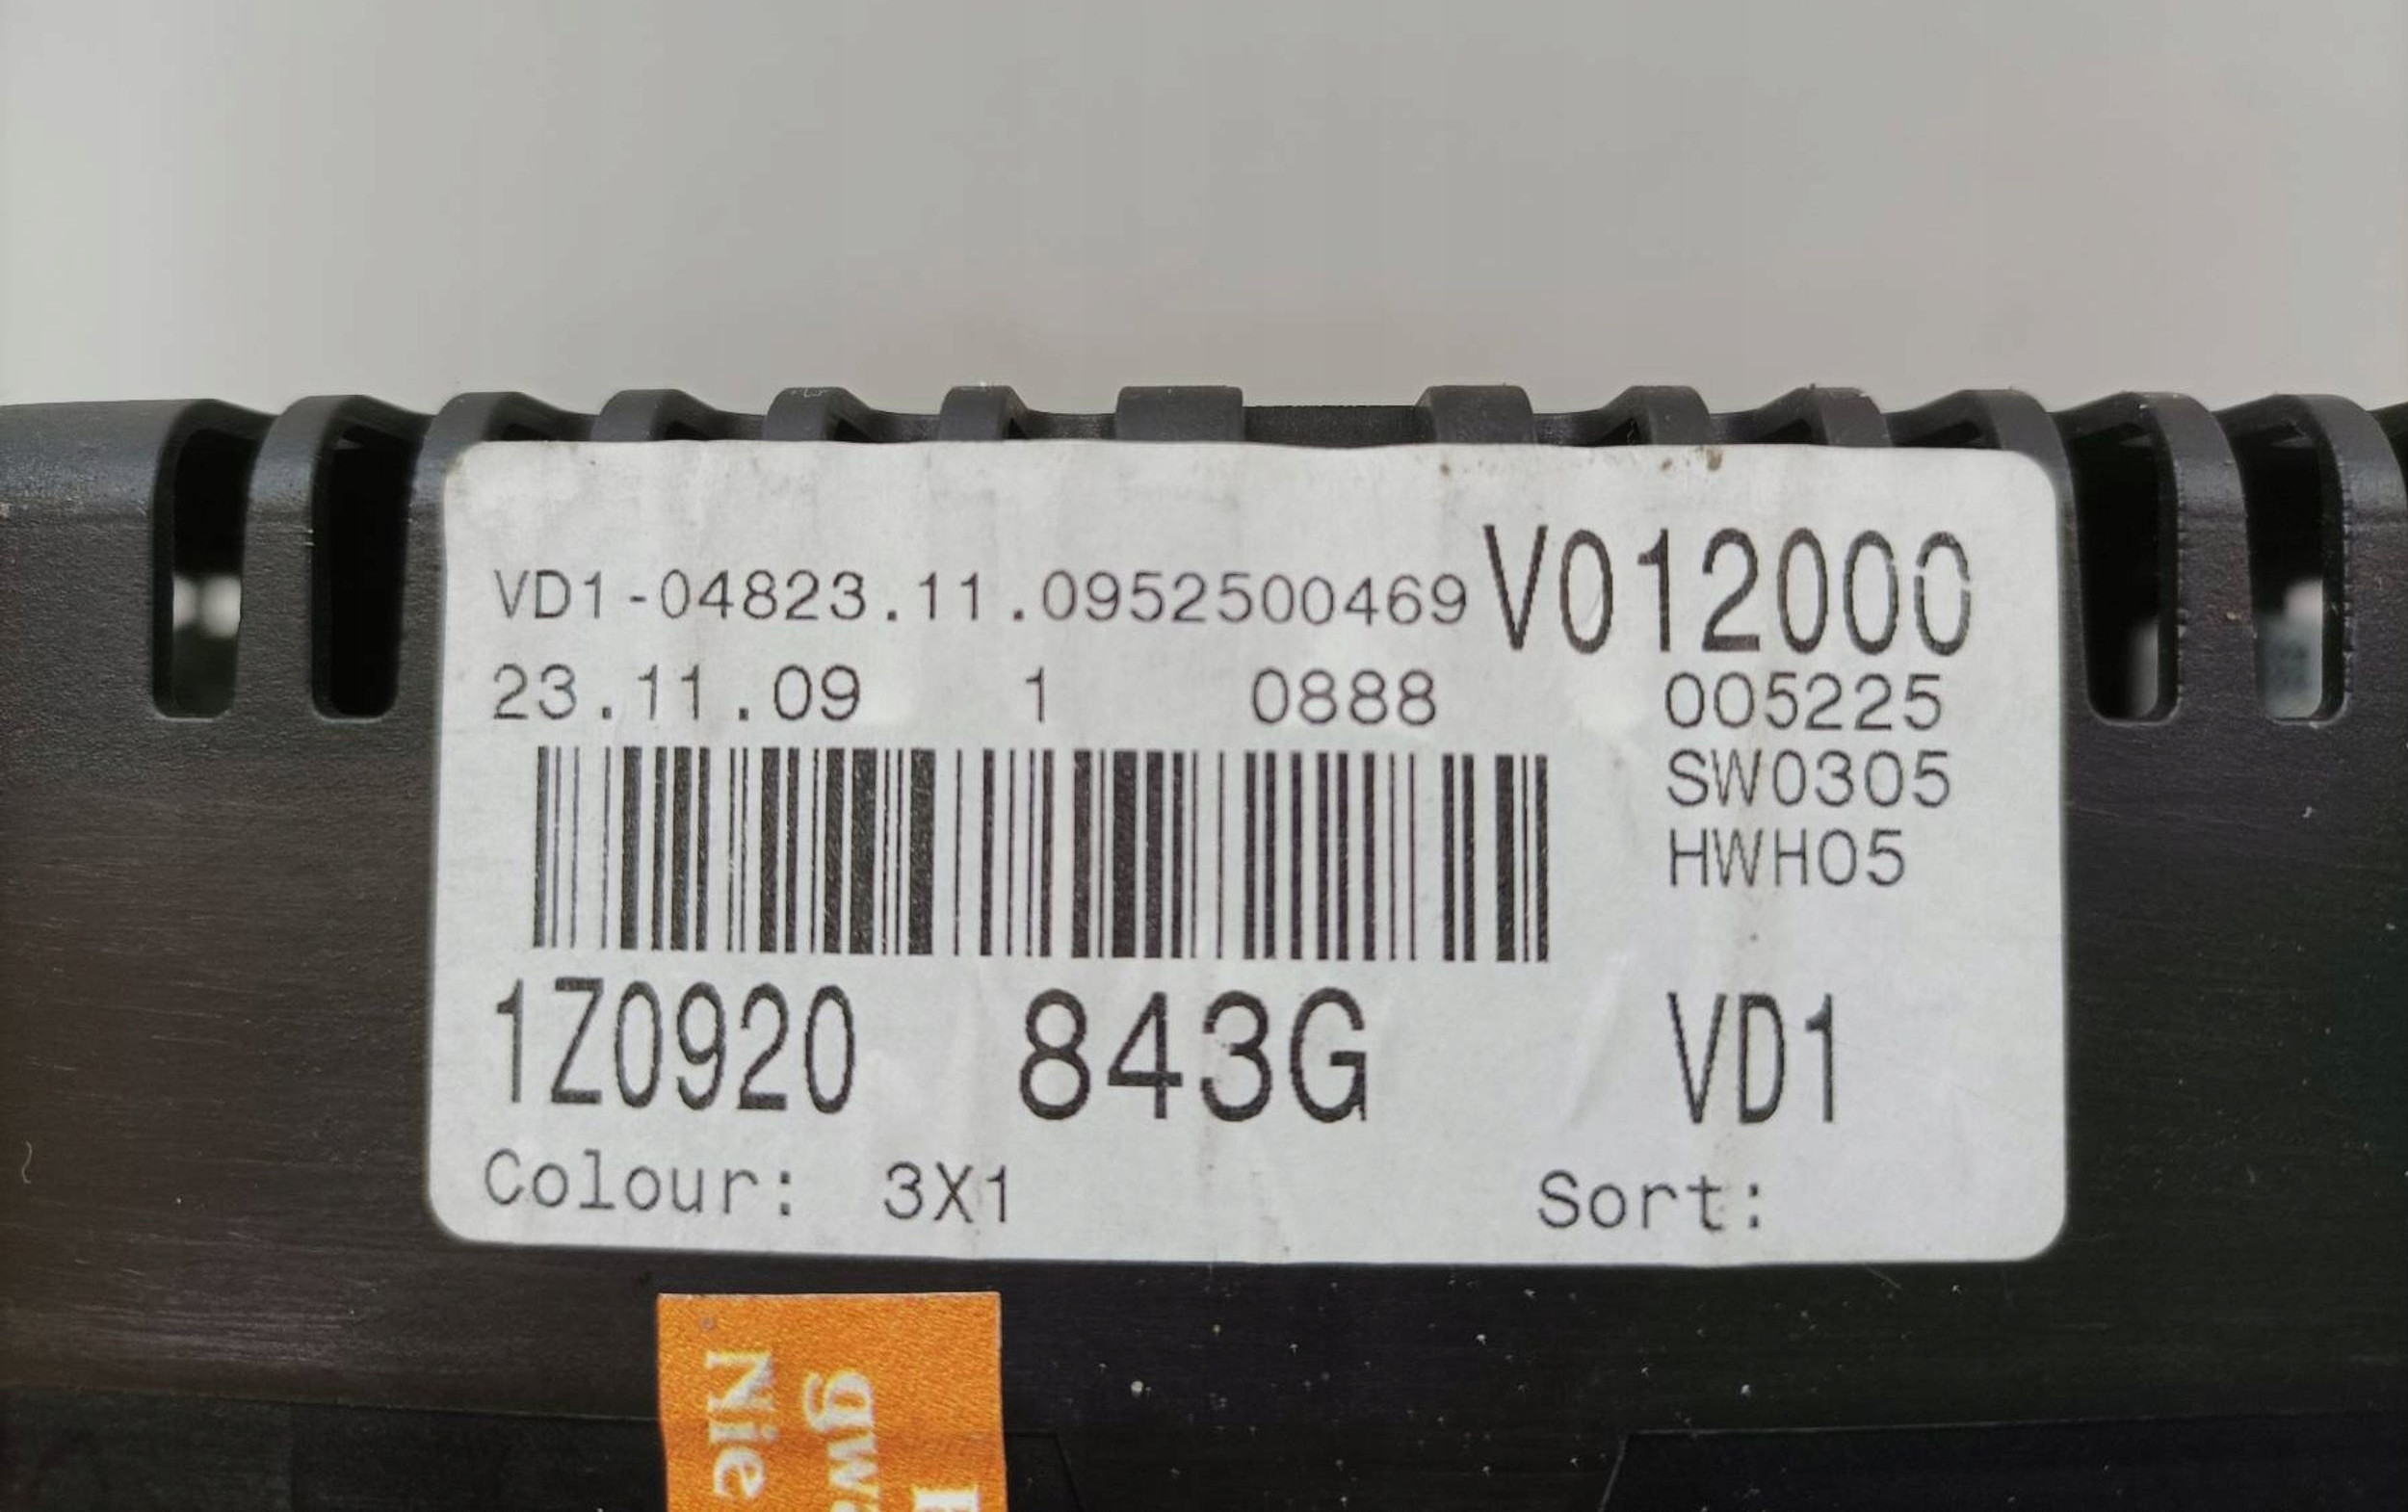 VD1-04823.11.0952500469 V012000
23.11.09 1 0888 005225
SW0305
HWH05
1Z0920 843G VD1
Colour: 3X1 Sort:
Nie
gw